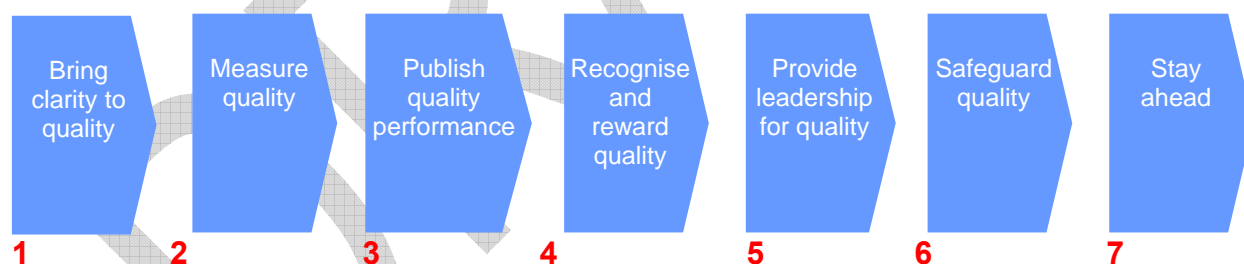 Bring
clarity to
quality
Measure
quality
Publish
quality
performance
Recognise
and
reward
quality
Provide
leadership
for quality
Safeguard
quality
Stay
ahead
1
2
3
4
5
6
7